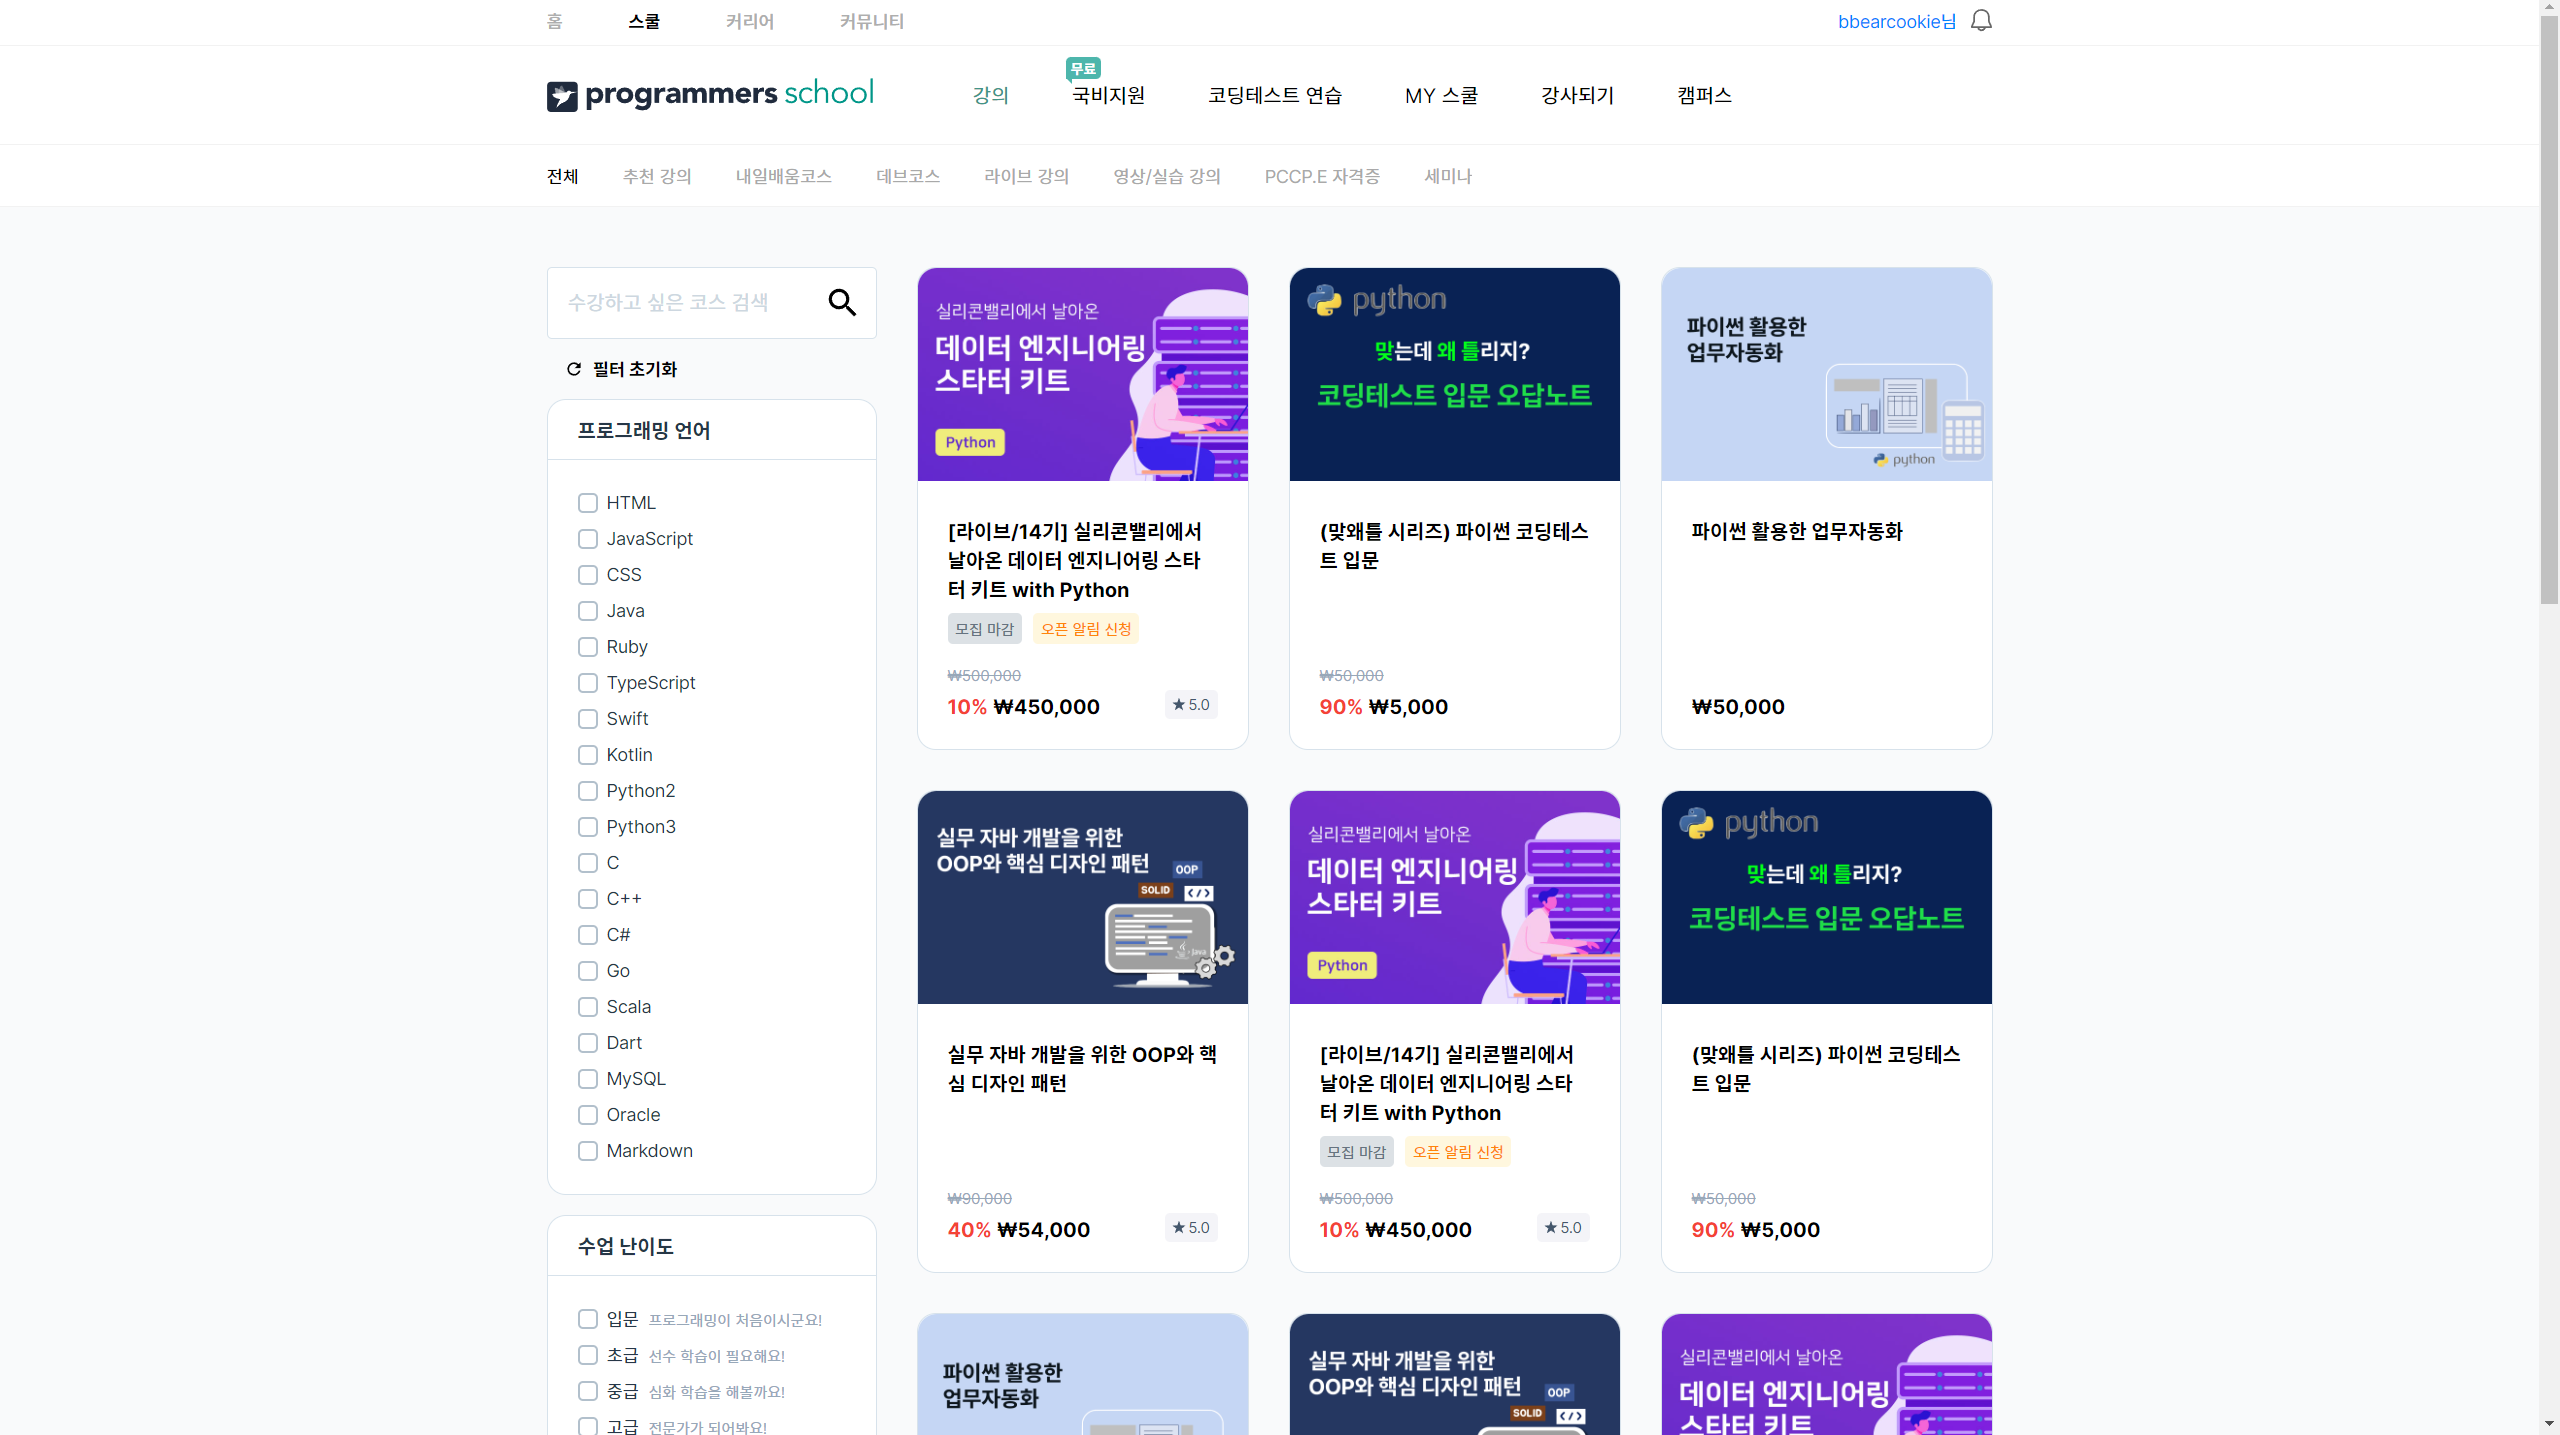 홈 스쿨 커리어 커뮤니티 bbearcookie님
programmers school 강의 무료 국비지원 코딩테스트 연습 MY 스쿨 강사되기 캠퍼스
전체 추천 강의 내일배움코스 데브코스 라이브 강의 영상/실습 강의 PCCP.E 자격증 세미나
수강하고 싶은 코스 검색
필터 초기화
프로그래밍 언어
HTML
JavaScript
CSS
Java
Ruby
TypeScript
Swift
Kotlin
Python2
Python3
C
C++
C#
Go
Scala
Dart
MySQL
Oracle
Markdown
수업 난이도
입문 프로그래밍이 처음이시군요!
초급 선수 학습이 필요해요!
중급 심화 학습을 해볼까요!
고급 전문가가 되어봐요!
실리콘밸리에서 날아온
데이터 엔지니어링
스타터 키트
Python
[라이브/14기] 실리콘밸리에서
날아온 데이터 엔지니어링 스타
터 키트 with Python
모집 마감 오픈 알림 신청
₩500,000
10% ₩450,000 ★ 5.0
python
맞는데 왜 틀리지?
코딩테스트 입문 오답노트
(맞왜틀 시리즈) 파이썬 코딩테스
트 입문
₩50,000
90% ₩5,000
파이썬 활용한
업무자동화
python
파이썬 활용한 업무자동화
₩50,000
실무 자바 개발을 위한
OOP와 핵심 디자인 패턴
OOP
SOLID </>
Java
실무 자바 개발을 위한 OOP와 핵
심 디자인 패턴
₩90,000
40% ₩54,000 ★ 5.0
실리콘밸리에서 날아온
데이터 엔지니어링
스타터 키트
Python
[라이브/14기] 실리콘밸리에서
날아온 데이터 엔지니어링 스타
터 키트 with Python
모집 마감 오픈 알림 신청
₩500,000
10% ₩450,000 ★ 5.0
python
맞는데 왜 틀리지?
코딩테스트 입문 오답노트
(맞왜틀 시리즈) 파이썬 코딩테스
트 입문
₩50,000
90% ₩5,000
파이썬 활용한
업무자동화
실무 자바 개발을 위한
OOP와 핵심 디자인 패턴
OOP
SOLID </>
실리콘밸리에서 날아온
데이터 엔지니어링
스타터 키트